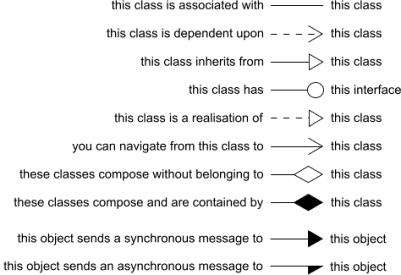 this class is associated with this class
this class is dependent upon this class
this class inherits from this class
this class has this interface
this class is a realisation of this class
you can navigate from this class to this class
these classes compose without belonging to this class
these classes compose and are contained by this class
this object sends a synchronous message to this object
this object sends an asynchronous message to this object